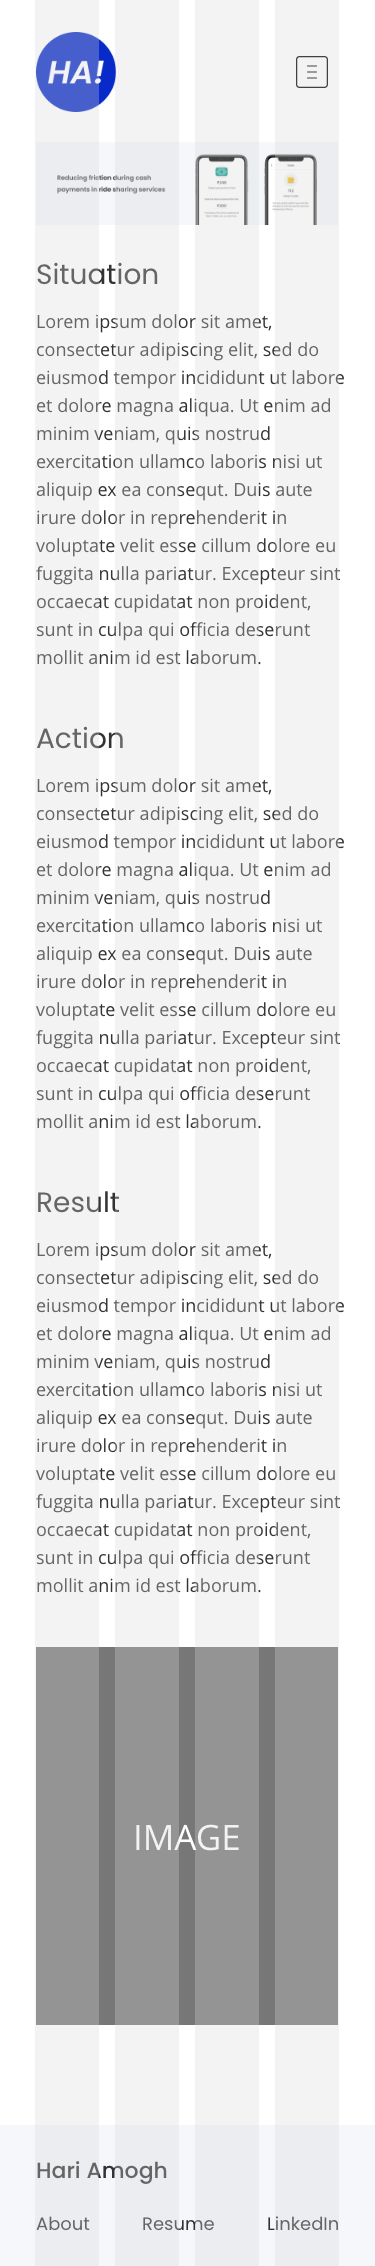 HA!
Reducing friction during cash
payments in ride sharing services
Situation
Lorem ipsum dolor sit amet,
consectetur adipiscing elit, sed do
eiusmod tempor incididunt ut labore
et dolore magna aliqua. Ut enim ad
minim veniam, quis nostrud
exercitation ullamco laboris nisi ut
aliquip ex ea consequt. Duis aute
irure dolor in reprehenderit in
voluptate velit esse cillum dolore eu
fuggita nulla pariatur. Excepteur sint
occaecat cupidatat non proident,
sunt in culpa qui officia deserunt
mollit anim id est laborum.
Action
Lorem ipsum dolor sit amet,
consectetur adipiscing elit, sed do
eiusmod tempor incididunt ut labore
et dolore magna aliqua. Ut enim ad
minim veniam, quis nostrud
exercitation ullamco laboris nisi ut
aliquip ex ea consequt. Duis aute
irure dolor in reprehenderit in
voluptate velit esse cillum dolore eu
fuggita nulla pariatur. Excepteur sint
occaecat cupidatat non proident,
sunt in culpa qui officia deserunt
mollit anim id est laborum.
Result
Lorem ipsum dolor sit amet,
consectetur adipiscing elit, sed do
eiusmod tempor incididunt ut labore
et dolore magna aliqua. Ut enim ad
minim veniam, quis nostrud
exercitation ullamco laboris nisi ut
aliquip ex ea consequt. Duis aute
irure dolor in reprehenderit in
voluptate velit esse cillum dolore eu
fuggita nulla pariatur. Excepteur sint
occaecat cupidatat non proident,
sunt in culpa qui officia deserunt
mollit anim id est laborum.
IMAGE
Hari Amogh
About Resume LinkedIn